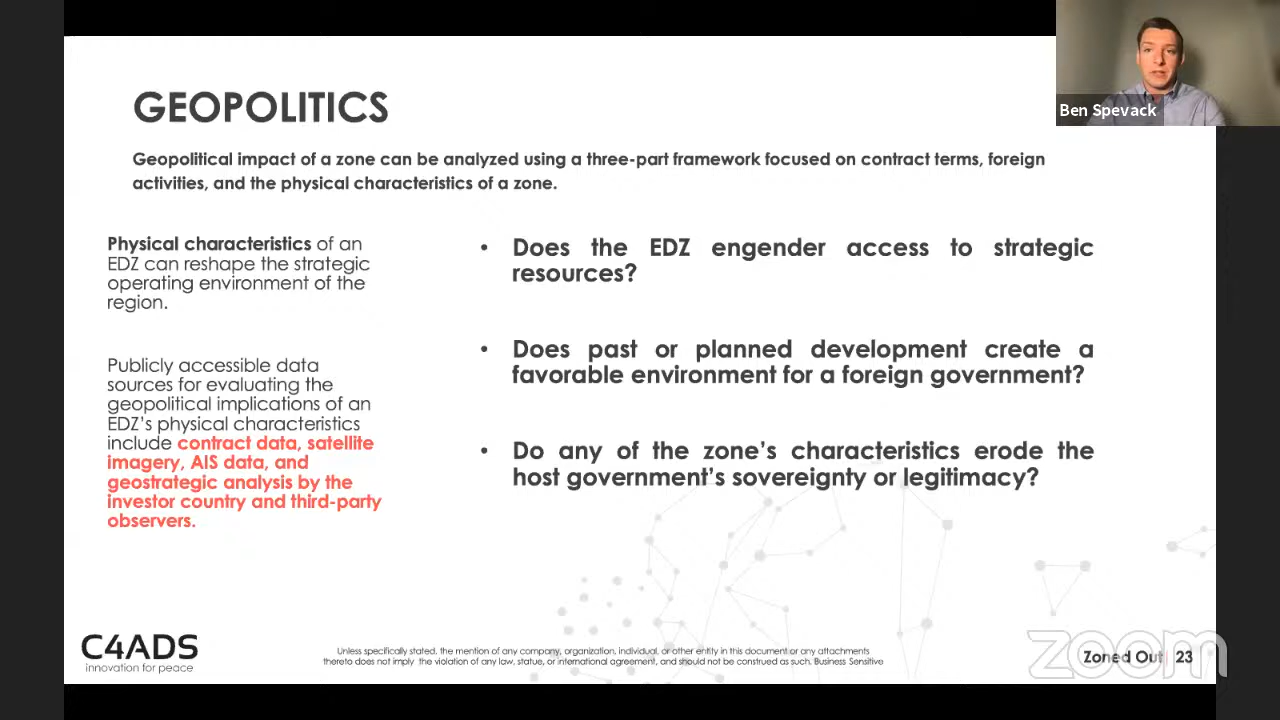 GEOPOLITICS
Geopolitical impact of a zone can be analyzed using a three-part framework focused on contract terms, foreign
activities, and the physical characteristics of a zone.
Physical characteristics of an
EDZ can reshape the strategic
operating environment of the
region.
Publicly accessible data
sources for evaluating the
geopolitical implications of an
EDZ's physical characteristics
include contract data, satellite
imagery, AIS data, and
geostrategic analysis by the
investor country and third-party
observers.
• Does the EDZ engender access to strategic
resources?
• Does past or planned development create a
favorable environment for a foreign government?
• Do any of the zone's characteristics erode the
host government's sovereignty or legitimacy?
Ben Spevack
C4ADS
innovation for peace
Unless specifically stated, the mention of any company, organization, individual, or other entity in this document or any attachments
thereto does not imply the violation of any law, statue, or international agreement, and should not be construed as such. Business Sensitive
Zoned Out| 23
zoom